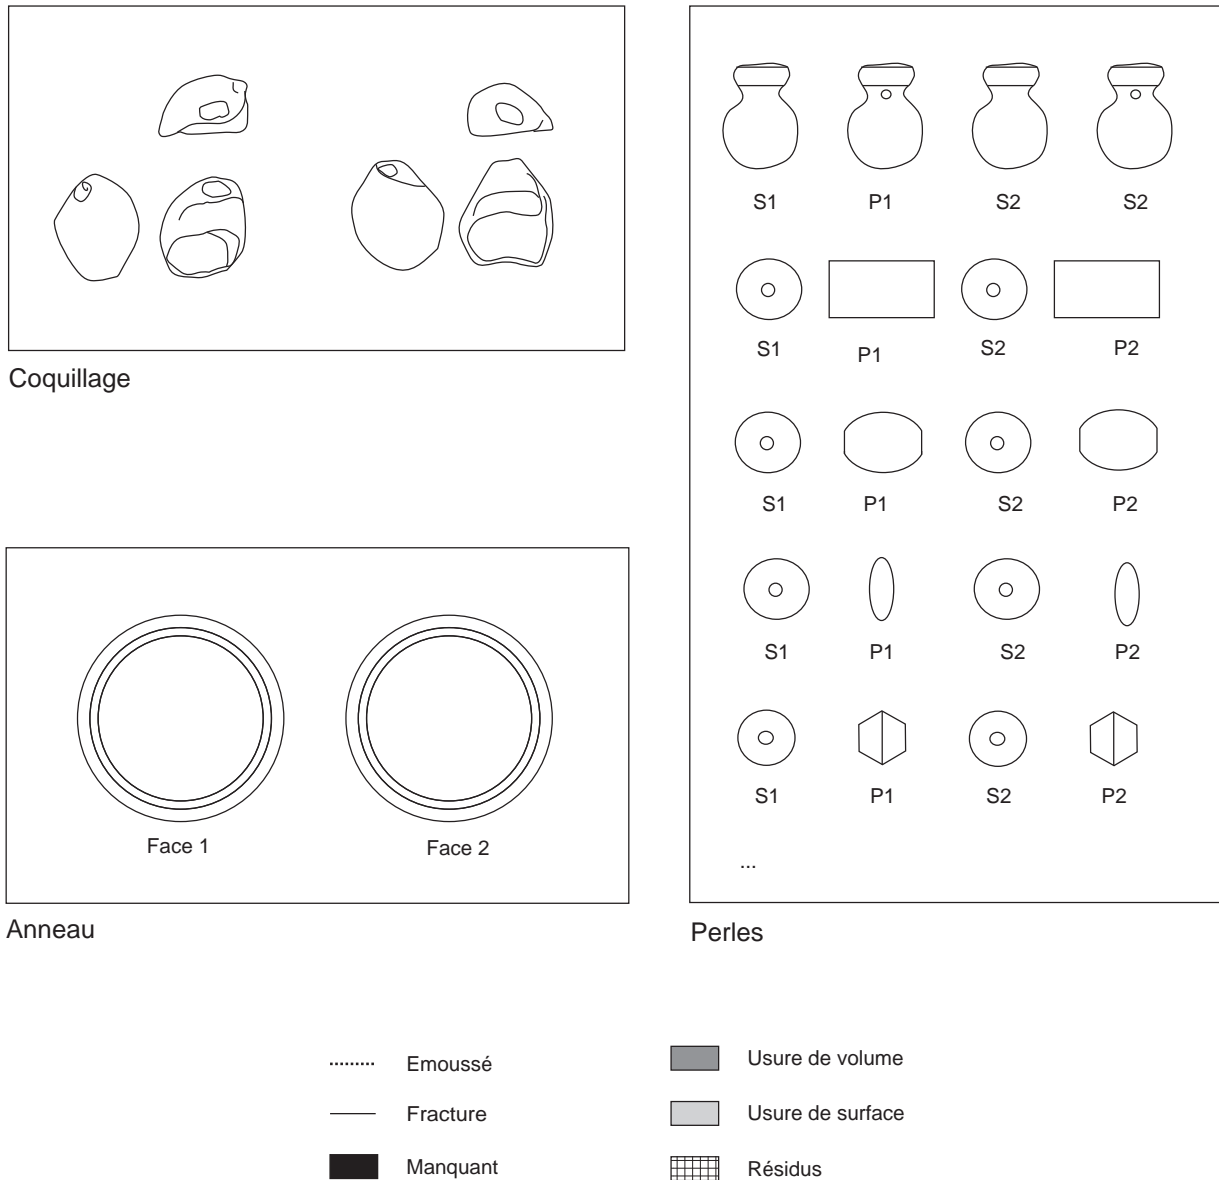 S1 P1 S2 S2
S1 P1 S2 P2
Coquillage
S1 P1 S2 P2
S1 P1 S2 P2
S1 P1 S2 P2
Face 1 Face 2
...
Anneau
Perles
Emoussé
Usure de volume
Fracture
Usure de surface
Manquant
Résidus